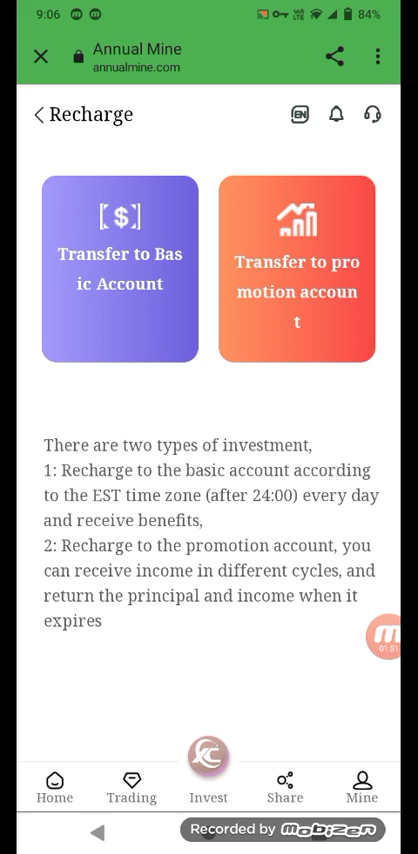 9:06
84%
Annual Mine
annualmine.com
Recharge
EN
Transfer to Bas
ic Account
Transfer to pro
motion accoun
t
There are two types of investment,
1: Recharge to the basic account according
to the EST time zone (after 24:00) every day
and receive benefits,
2: Recharge to the promotion account, you
can receive income in different cycles, and
return the principal and income when it
expires
01:51
Home
Trading
Invest
Share
Mine
Recorded by mobizen